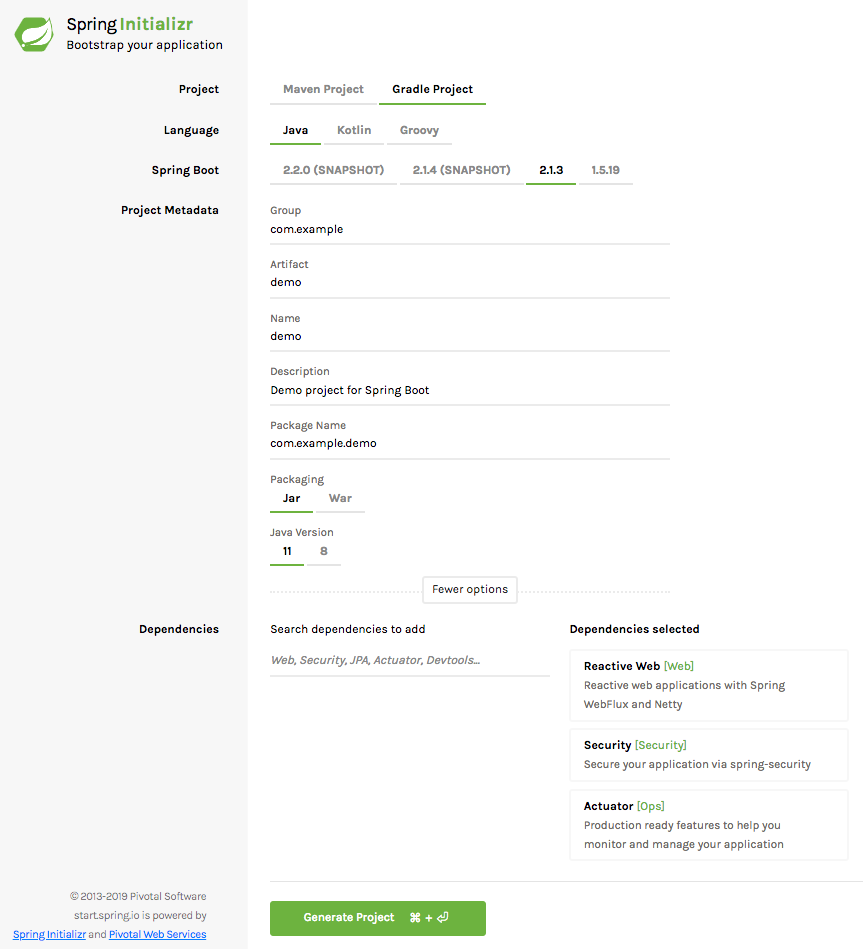 Spring Initializr
Bootstrap your application
Project
Maven Project Gradle Project
Language
Java Kotlin Groovy
Spring Boot
2.2.0 (SNAPSHOT) 2.1.4 (SNAPSHOT) 2.1.3 1.5.19
Project Metadata
Group
com.example
Artifact
demo
Name
demo
Description
Demo project for Spring Boot
Package Name
com.example.demo
Packaging
Jar War
Java Version
11 8
Fewer options
Dependencies
Search dependencies to add
Web, Security, JPA, Actuator, Devtools...
Dependencies selected
Reactive Web [Web]
Reactive web applications with Spring
WebFlux and Netty
Security [Security]
Secure your application via spring-security
Actuator [Ops]
Production ready features to help you
monitor and manage your application
© 2013-2019 Pivotal Software
start.spring.io is powered by
Spring Initializr and Pivotal Web Services
Generate Project ⌘ + ⏎